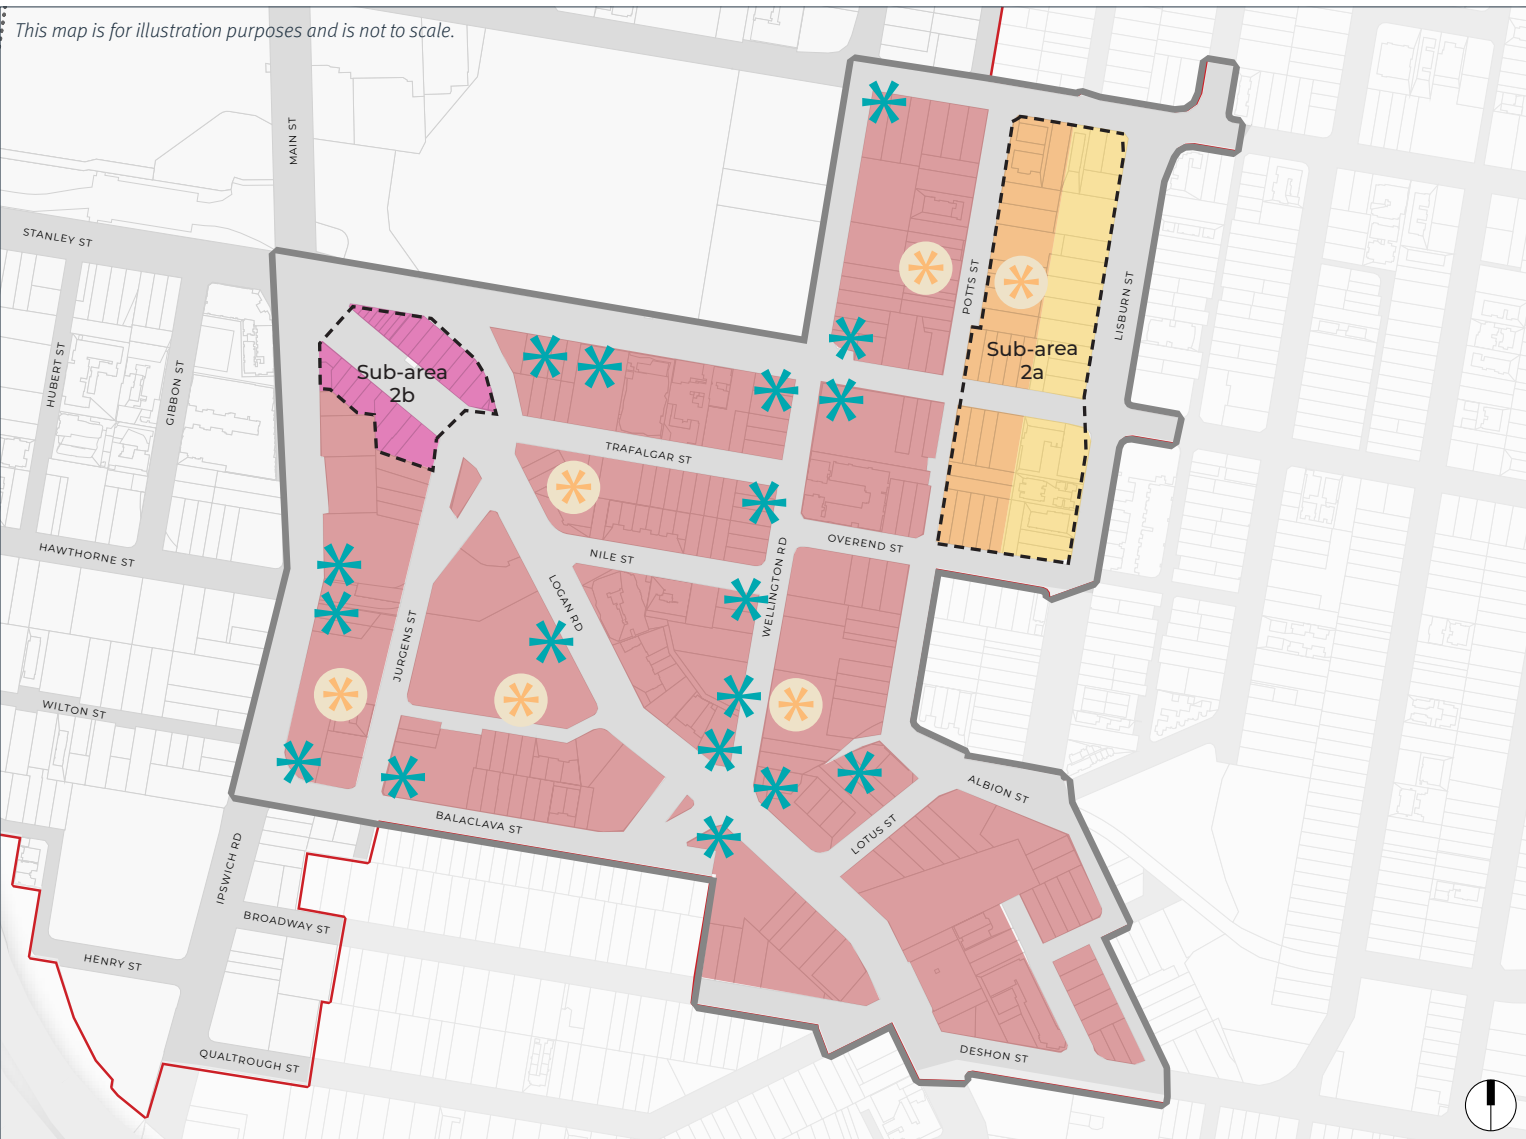 This map is for illustration purposes and is not to scale.
MAIN ST
STANLEY ST
POTTS ST
LISBURN ST
HUBERT ST
GIBBON ST
Sub-area
2b
Sub-area
2a
TRAFALGAR ST
OVEREND ST
HAWTHORNE ST
NILE ST
LOGAN RD
WELLINGTON RD
JURGENS ST
WILTON ST
ALBION ST
BALACLAVA ST
LOTUS ST
IPSWICH RD
BROADWAY ST
HENRY ST
QUALTROUGH ST
DESHON ST